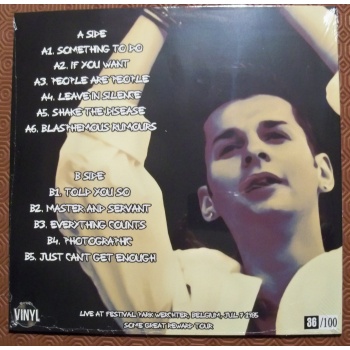 A SIDE
A1. SOMETHING TO DO
A2. IF YOU WANT
A3. PEOPLE ARE PEOPLE
A4. LEAVE IN SILENCE
A5. SHAKE THE DISEASE
A6. BLASPHEMOUS RUMOURS
B SIDE
B1. TOLD YOU SO
B2. MASTER AND SERVANT
B3. EVERYTHING COUNTS
B4. PHOTOGRAPHIC
B5. JUST CAN'T GET ENOUGH
LIVE AT FESTIVAL PARK WERCHTER, BELGIUM, JUL 7 1985
SOME GREAT REWARD TOUR
VINYL
36/100